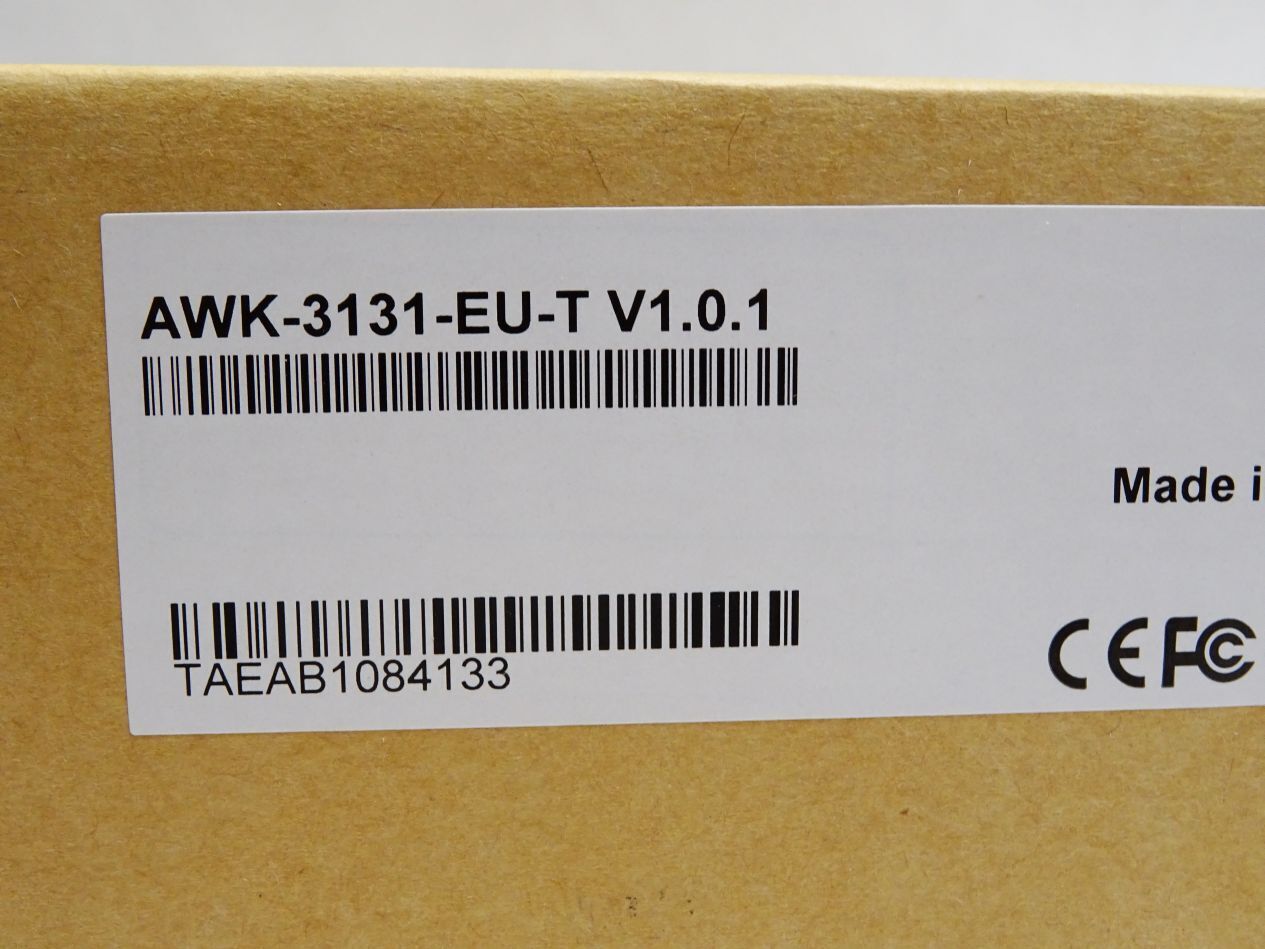 AWK-3131-EU-T V1.0.1
Made
TAEAB1084133
CE FC